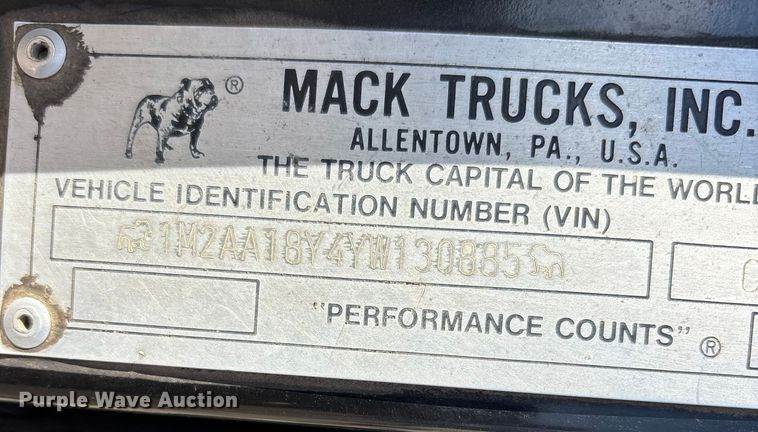 MACK TRUCKS, INC.
ALLENTOWN, PA., U.S.A.
THE TRUCK CAPITAL OF THE WORLD
VEHICLE IDENTIFICATION NUMBER (VIN)
1M2AA18Y4YW130885
"PERFORMANCE COUNTS" ®
Purple Wave Auction